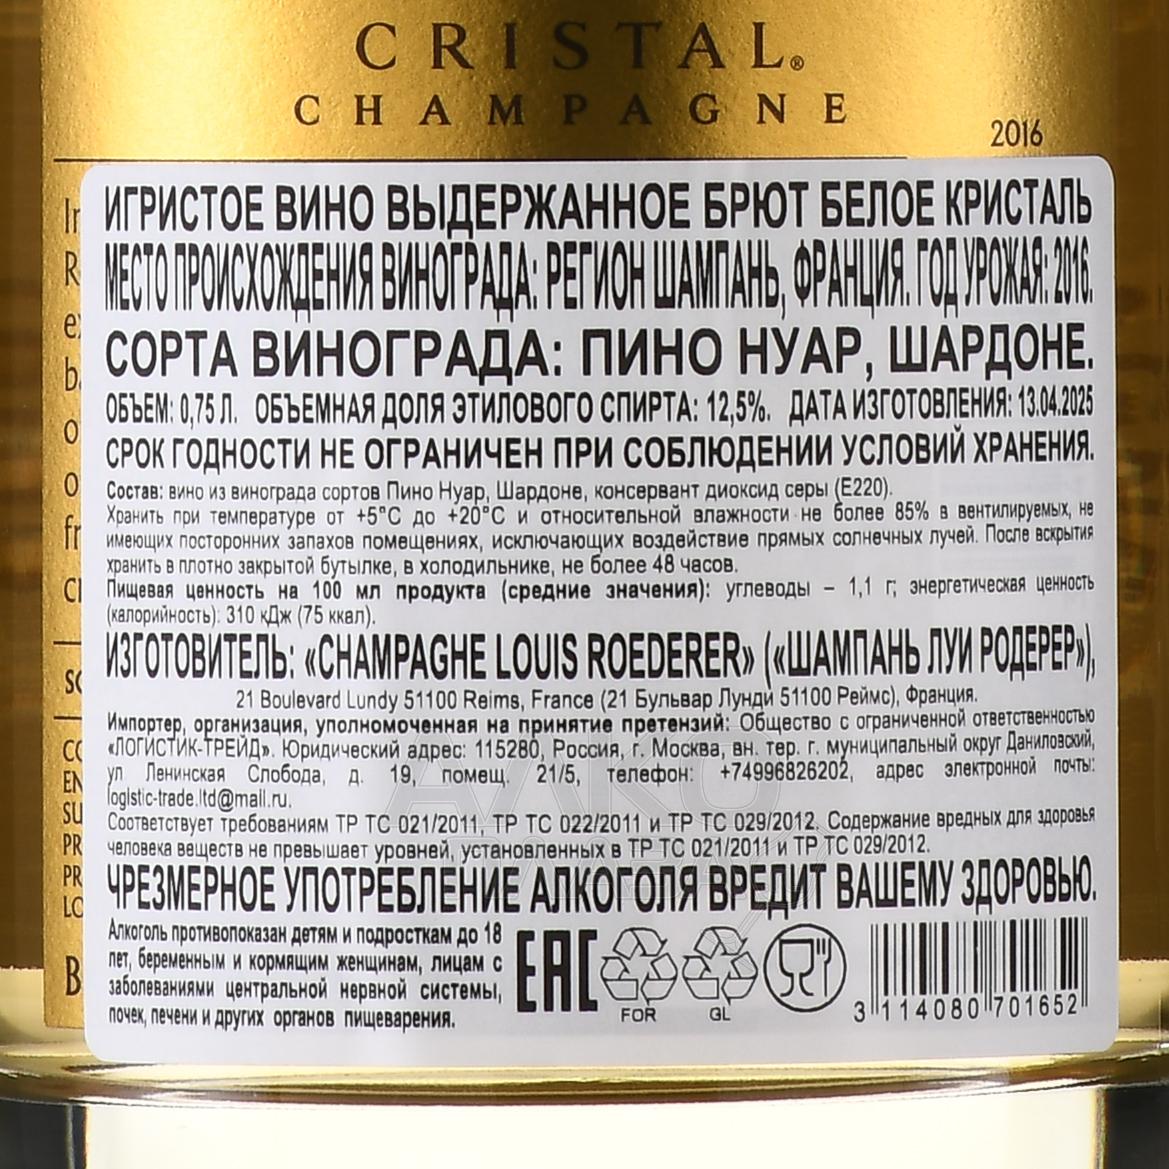 CRISTAL®
CHAMPAGNE
2016
ИГРИСТОЕ ВИНО ВЫДЕРЖАННОЕ БРЮТ БЕЛОЕ КРИСТАЛЬ
МЕСТО ПРОИСХОЖДЕНИЯ ВИНОГРАДА: РЕГИОН ШАМПАНЬ, ФРАНЦИЯ. ГОД УРОЖАЯ: 2016.
СОРТА ВИНОГРАДА: ПИНО НУАР, ШАРДОНЕ.
ОБЪЕМ: 0,75 Л. ОБЪЕМНАЯ ДОЛЯ ЭТИЛОВОГО СПИРТА: 12,5%. ДАТА ИЗГОТОВЛЕНИЯ: 13.04.2025
СРОК ГОДНОСТИ НЕ ОГРАНИЧЕН ПРИ СОБЛЮДЕНИИ УСЛОВИЙ ХРАНЕНИЯ.
Состав: вино из винограда сортов Пино Нуар, Шардоне, консервант диоксид серы (Е220).
Хранить при температуре от +5°С до +20°С и относительной влажности не более 85% в вентилируемых, не
имеющих посторонних запахов помещениях, исключающих воздействие прямых солнечных лучей. После вскрытия
хранить в плотно закрытой бутылке, в холодильнике, не более 48 часов.
Пищевая ценность на 100 мл продукта (средние значения): углеводы – 1,1 г; энергетическая ценность
(калорийность): 310 кДж (75 ккал).
ИЗГОТОВИТЕЛЬ: «CHAMPAGHE LOUIS ROEDERER» («ШАМПАНЬ ЛУИ РОДЕРЕР»),
21 Boulevard Lundy 51100 Reims, France (21 Бульвар Лунди 51100 Реймс), Франция.
Импортер, организация, уполномоченная на принятие претензий: Общество с ограниченной ответственностью
«ЛОГИСТИК-ТРЕЙД». Юридический адрес: 115280, Россия, г. Москва, вн. тер. г. муниципальный округ Даниловский,
ул Ленинская Слобода, д. 19, помещ. 21/5, телефон: +74996826202, адрес электронной почты:
logistic-trade.ltd@mail.ru.
Соответствует требованиям ТР ТС 021/2011, ТР ТС 022/2011 и ТР ТС 029/2012. Содержание вредных для здоровья
человека веществ не превышает уровней, установленных в ТР ТС 021/2011 и ТР ТС 029/2012.
ЧРЕЗМЕРНОЕ УПОТРЕБЛЕНИЕ АЛКОГОЛЯ ВРЕДИТ ВАШЕМУ ЗДОРОВЬЮ.
Алкоголь противопоказан детям и подросткам до 18
лет, беременным и кормящим женщинам, лицам с
заболеваниями центральной нервной системы,
почек, печени и других органов пищеварения.
EAC
FOR
GL
3 114080 701652